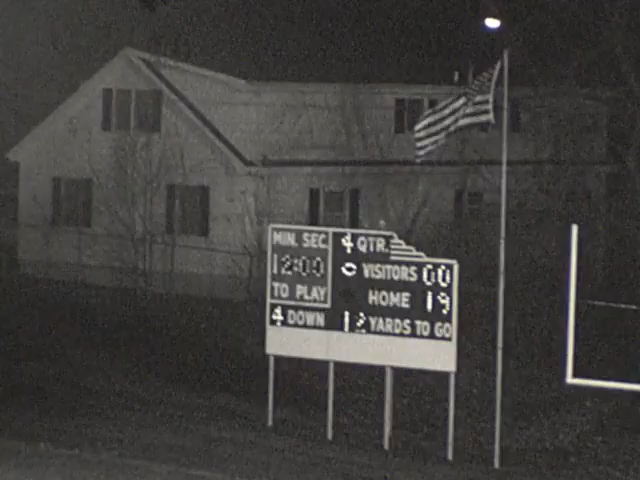 MIN. SEC. 4 QTR.
12:00 VISITORS 00
TO PLAY HOME 19
4 DOWN 12 YARDS TO GO